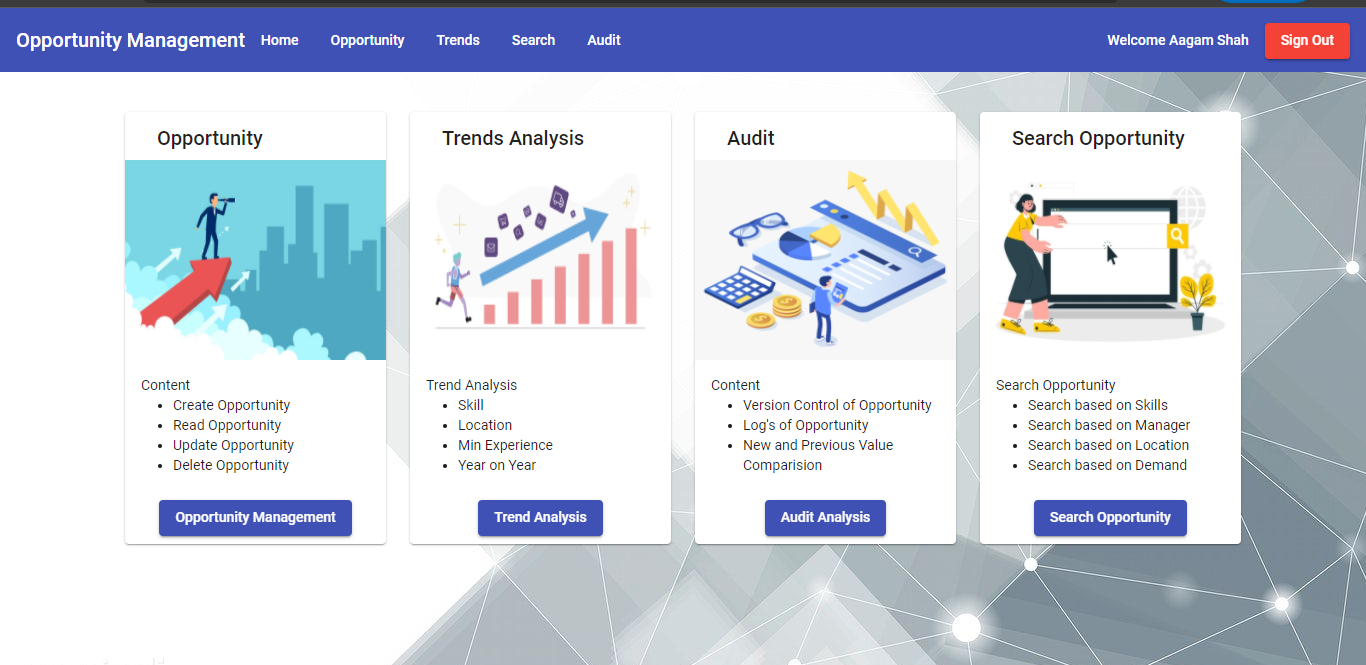 Opportunity Management Home Opportunity Trends Search Audit Welcome Aagam Shah Sign Out
Opportunity
Content
Create Opportunity
Read Opportunity
Update Opportunity
Delete Opportunity
Opportunity Management
Trends Analysis
Trend Analysis
Skill
Location
Min Experience
Year on Year
Trend Analysis
Audit
Content
Version Control of Opportunity
Log's of Opportunity
New and Previous Value
Comparision
Audit Analysis
Search Opportunity
Search Opportunity
Search based on Skills
Search based on Manager
Search based on Location
Search based on Demand
Search Opportunity